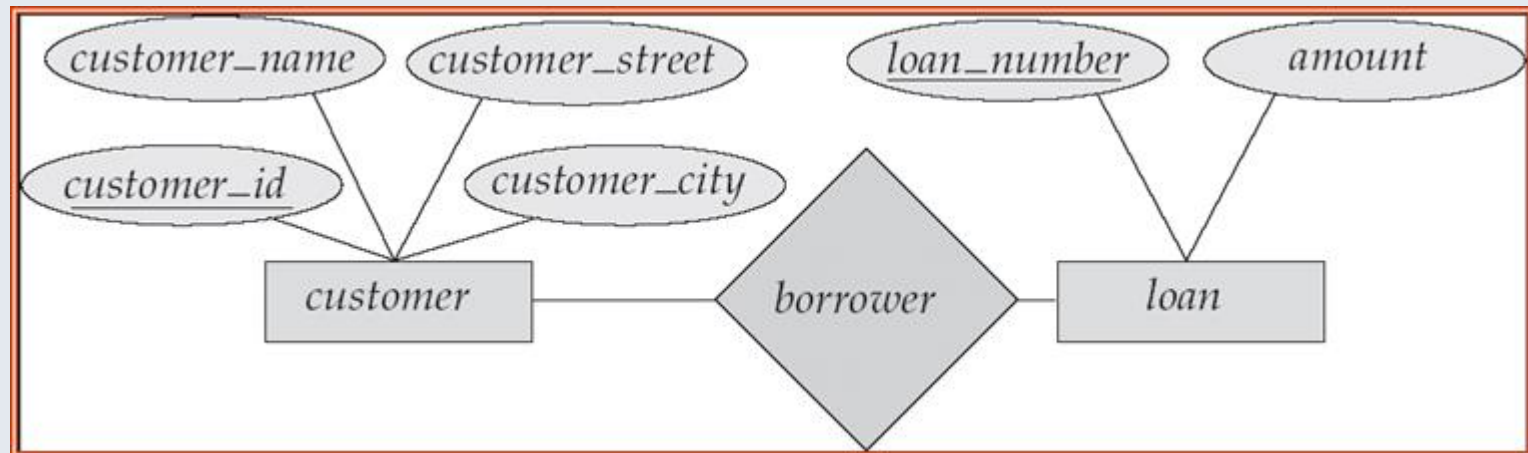 customer_name
customer_street
loan_number
amount
customer_id
customer_city
customer
borrower
loan